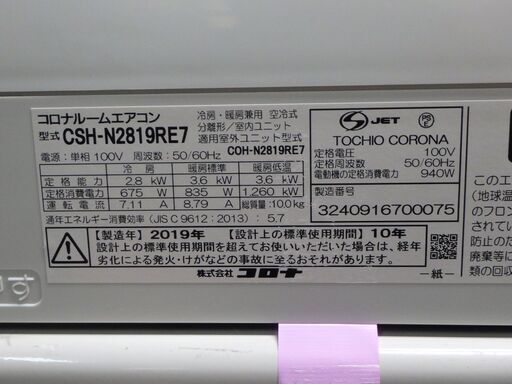 コロナルームエアコン
型式 CSH-N2819RE7
冷房・暖房兼用 空冷式
分離形/室内ユニット
適用室外ユニット型式
COH-N2819RE7
電源:単相 100V 周波数:50/60Hz
冷 房 暖房標準 暖房低温
定格能力 2.8 kW 3.6 kW 3.6 kW
定格消費電力 675 W 835 W 1,260 kW
運転電流 7.11 A 8.79 A 総質量:10.0kg
通年エネルギー消費効率 (JIS C 9612:2013) : 5.7
S JET PS E
TOCHIO CORONA
定格電圧 100V
定格周波数 50/60Hz
電動機の定格消費電力 940W
製造番号
3240916700075
【製造年】2019年 【設計上の標準使用期間】10年
設計上の標準使用期間を超えてお使いいただいた場合は、経年
劣化による発火・けがなどの事故に至るおそれがあります。
株式会社 コロナ
-紙-
このエ
(地球温
のフロン
防止のた
廃棄等に
類の回収
す